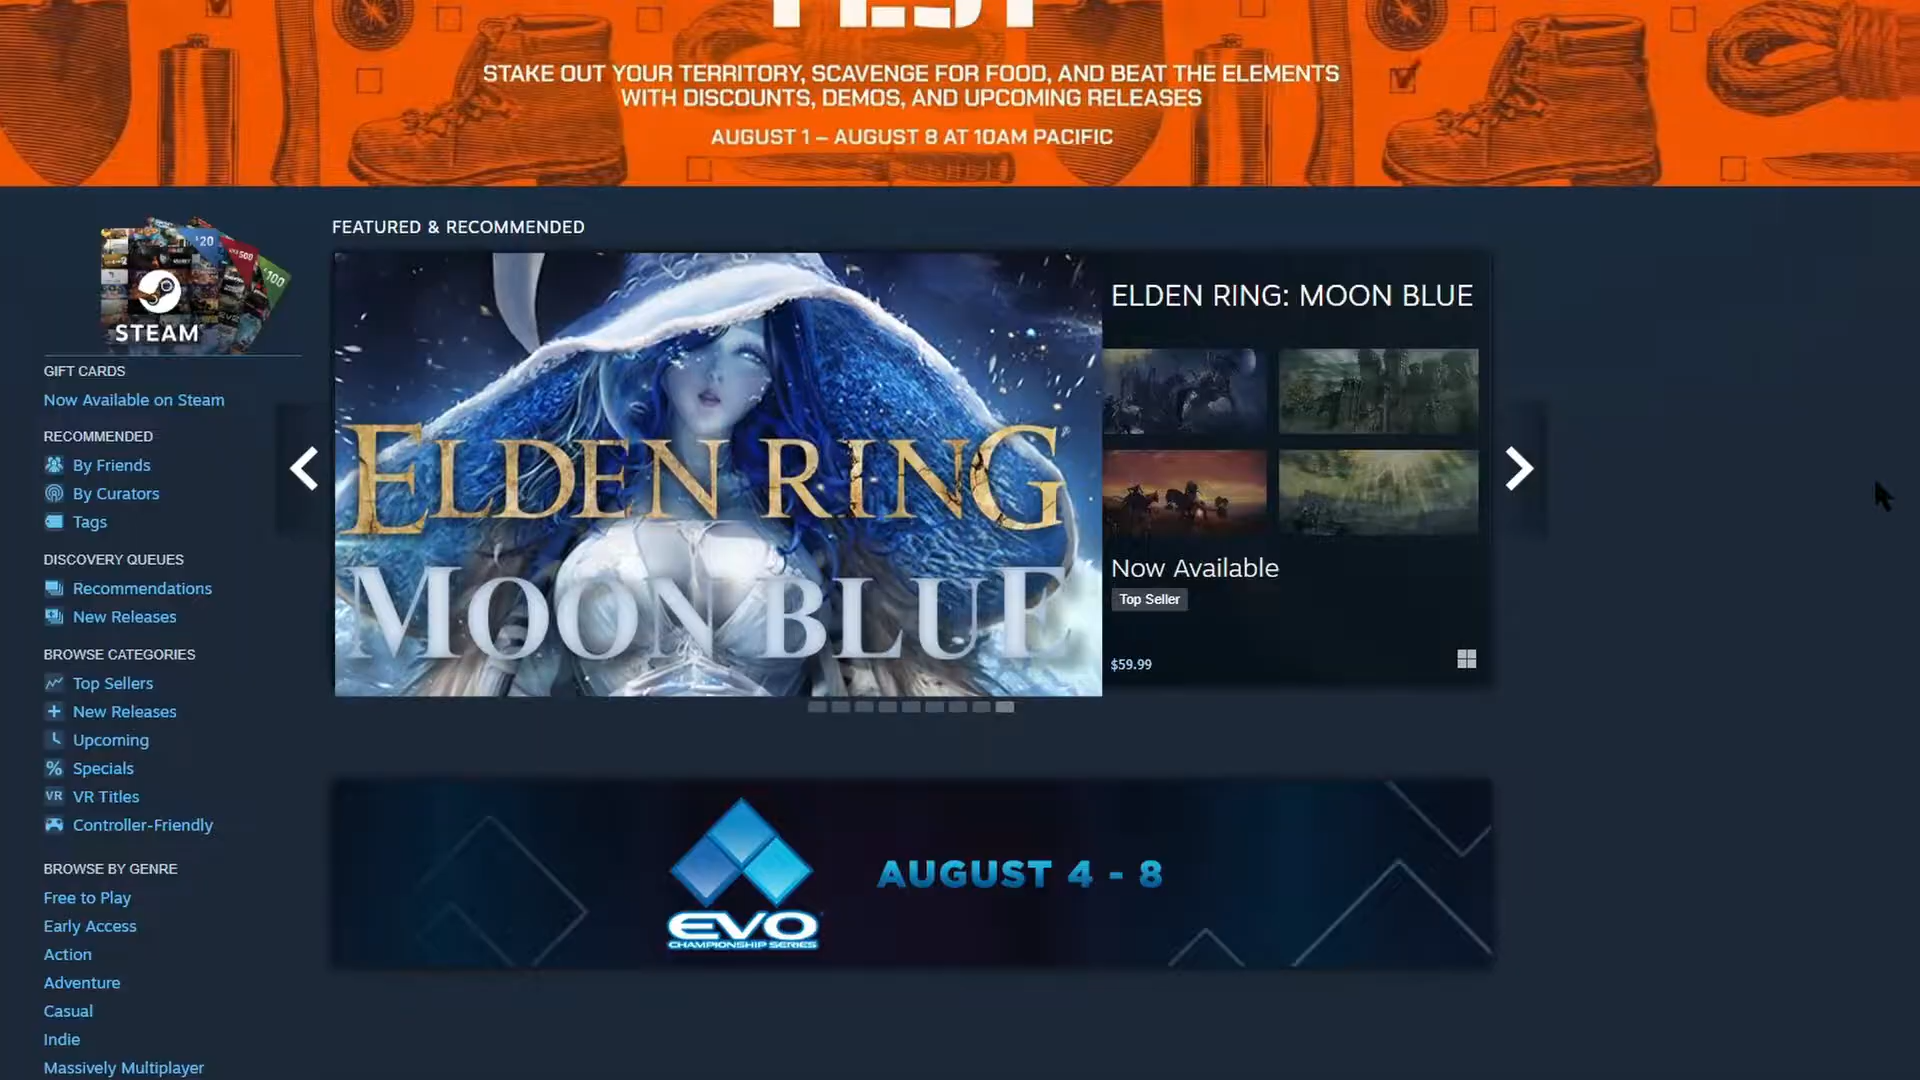 STAKE OUT YOUR TERRITORY, SCAVENGE FOR FOOD, AND BEAT THE ELEMENTS
WITH DISCOUNTS, DEMOS, AND UPCOMING RELEASES
AUGUST 1 – AUGUST 8 AT 10AM PACIFIC
STEAM
GIFT CARDS
Now Available on Steam
RECOMMENDED
By Friends
By Curators
Tags
DISCOVERY QUEUES
Recommendations
New Releases
BROWSE CATEGORIES
Top Sellers
New Releases
Upcoming
Specials
VR VR Titles
Controller-Friendly
BROWSE BY GENRE
Free to Play
Early Access
Action
Adventure
Casual
Indie
Massively Multiplayer
FEATURED & RECOMMENDED
ELDEN RING
MOON BLUE
ELDEN RING: MOON BLUE
Now Available
Top Seller
$59.99
EVO
CHAMPIONSHIP SERIES
AUGUST 4 - 8